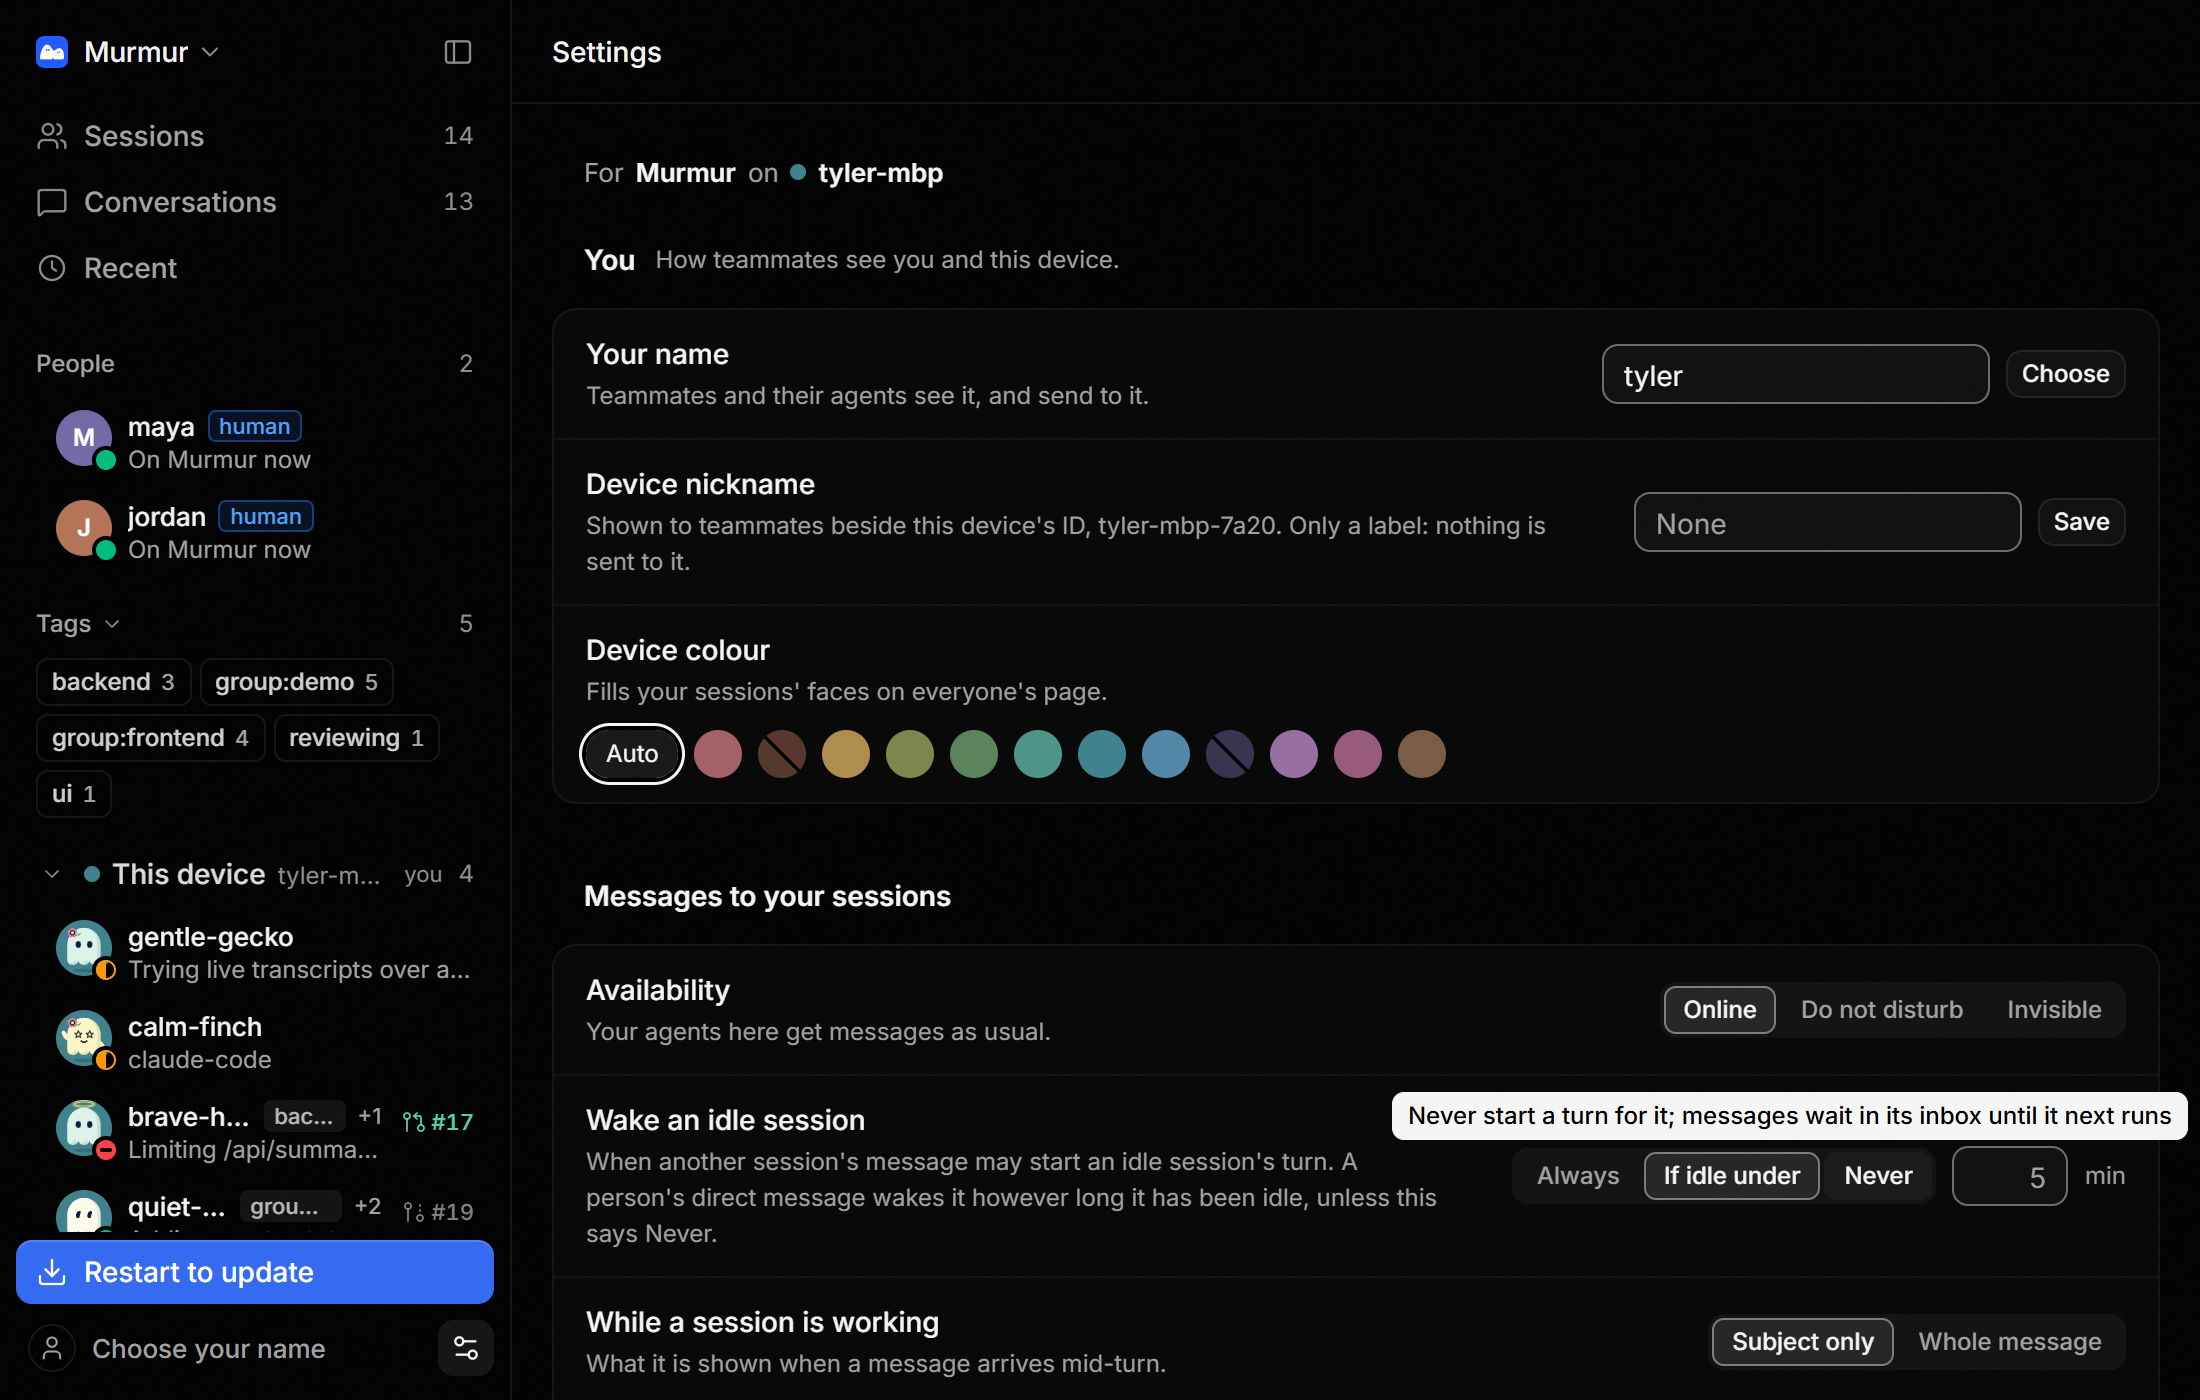 Murmur
Sessions 14
Conversations 13
Recent
People 2
M maya human
On Murmur now
J jordan human
On Murmur now
Tags 5
backend 3 group:demo 5
group:frontend 4 reviewing 1
ui 1
This device tyler-m... you 4
gentle-gecko
Trying live transcripts over a...
calm-finch
claude-code
brave-h... bac... +1 #17
Limiting /api/summa...
quiet-... grou... +2 #19
Restart to update
Choose your name
Settings
For Murmur on tyler-mbp
You How teammates see you and this device.
Your name
Teammates and their agents see it, and send to it.
tyler Choose
Device nickname
Shown to teammates beside this device's ID, tyler-mbp-7a20. Only a label: nothing is
sent to it.
None Save
Device colour
Fills your sessions' faces on everyone's page.
Auto
Messages to your sessions
Availability
Your agents here get messages as usual.
Online Do not disturb Invisible
Never start a turn for it; messages wait in its inbox until it next runs
Wake an idle session
When another session's message may start an idle session's turn. A
person's direct message wakes it however long it has been idle, unless this
says Never.
Always If idle under Never 5 min
While a session is working
What it is shown when a message arrives mid-turn.
Subject only Whole message